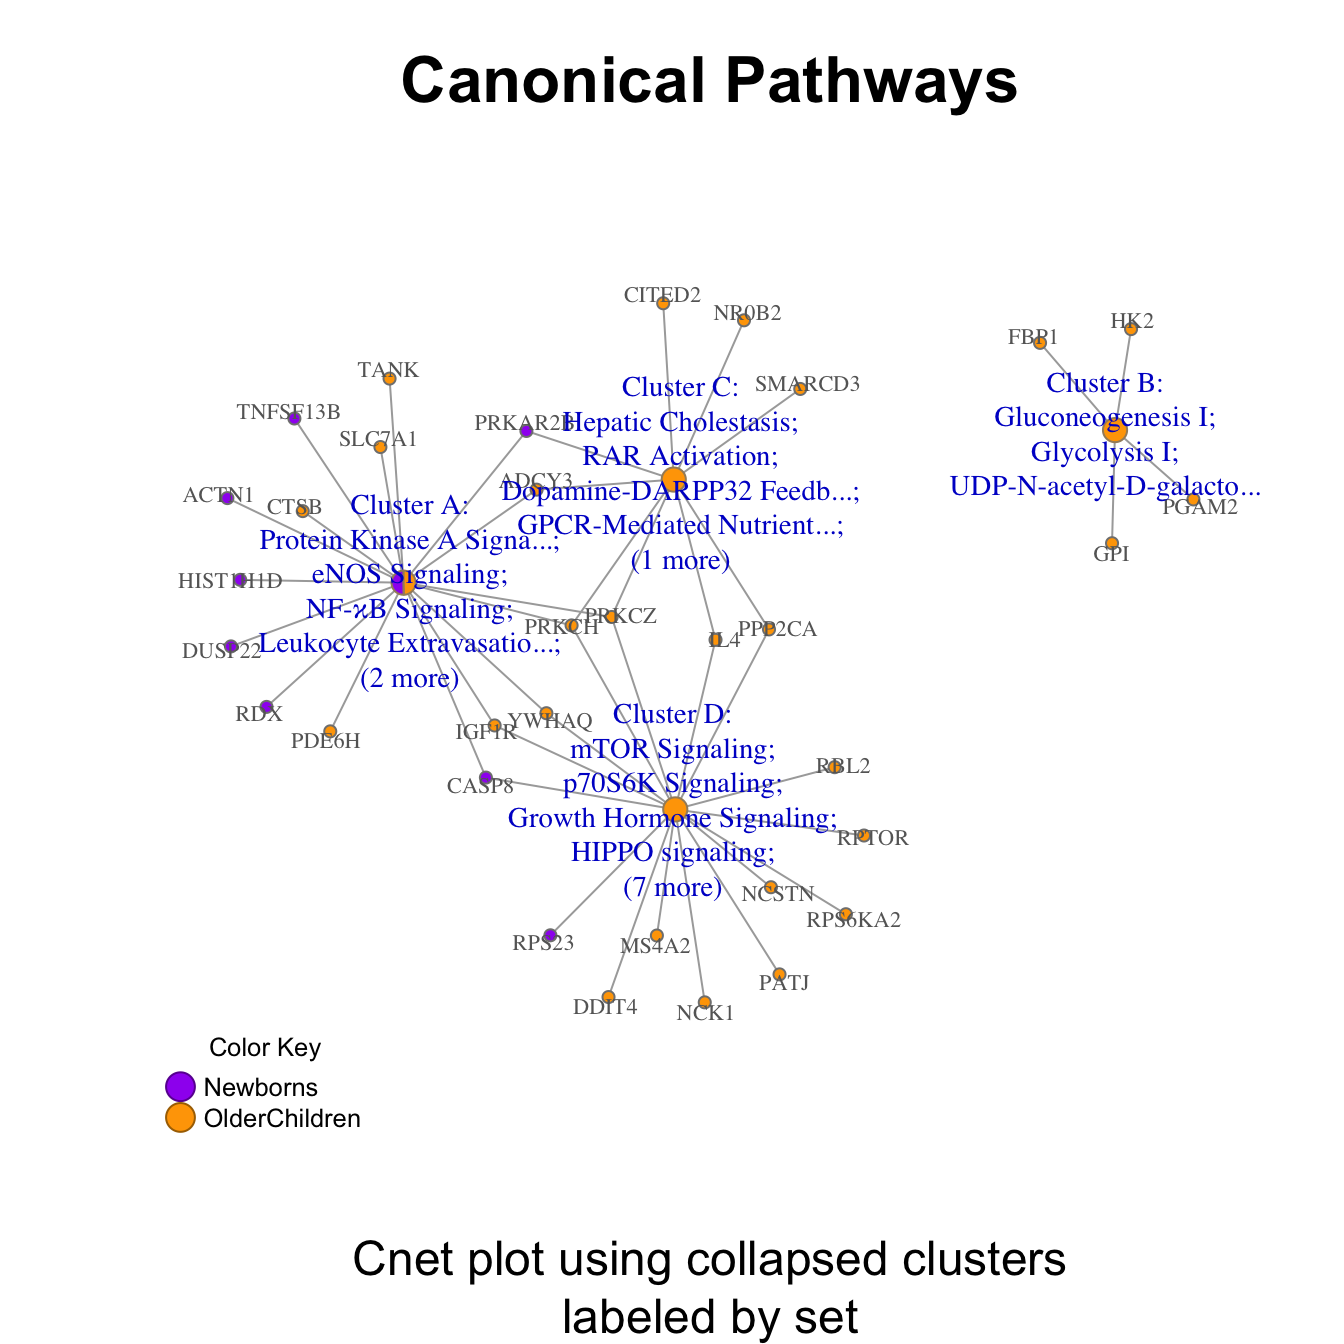 Canonical Pathways
CITED2
NR0B2
HK2
FBP1
TANK
SMARCD3
TNFSF13B
SLC7A1
PRKAR2B
Cluster C:
Hepatic Cholestasis;
RAR Activation;
Dopamine-DARPP32 Feedb...;
GPCR-Mediated Nutrient...;
(1 more)
Cluster B:
Gluconeogenesis I;
Glycolysis I;
UDP-N-acetyl-D-galacto...
PGAM2
GPI
ADCY3
ACTN1
CTSB
Cluster A:
Protein Kinase A Signa...;
eNOS Signaling;
NF-ϰB Signaling;
Leukocyte Extravasatio...;
(2 more)
HIST1H1D
DUSP22
PRKCH
PRKCZ
IL4
PPP2CA
RDX
PDE6H
IGF1R
YWHAQ
CASP8
Cluster D:
mTOR Signaling;
p70S6K Signaling;
Growth Hormone Signaling;
HIPPO signaling;
(7 more)
RBL2
RPTOR
NCSTN
RPS6KA2
RPS23
MS4A2
PATJ
DDIT4
NCK1
Color Key
Newborns
OlderChildren
Cnet plot using collapsed clusters
labeled by set